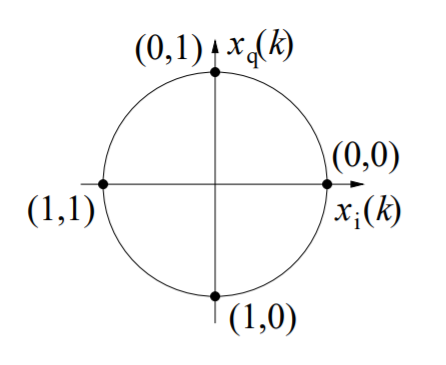 (0,1) x_q(k)
(0,0)
(1,1) x_i(k)
(1,0)